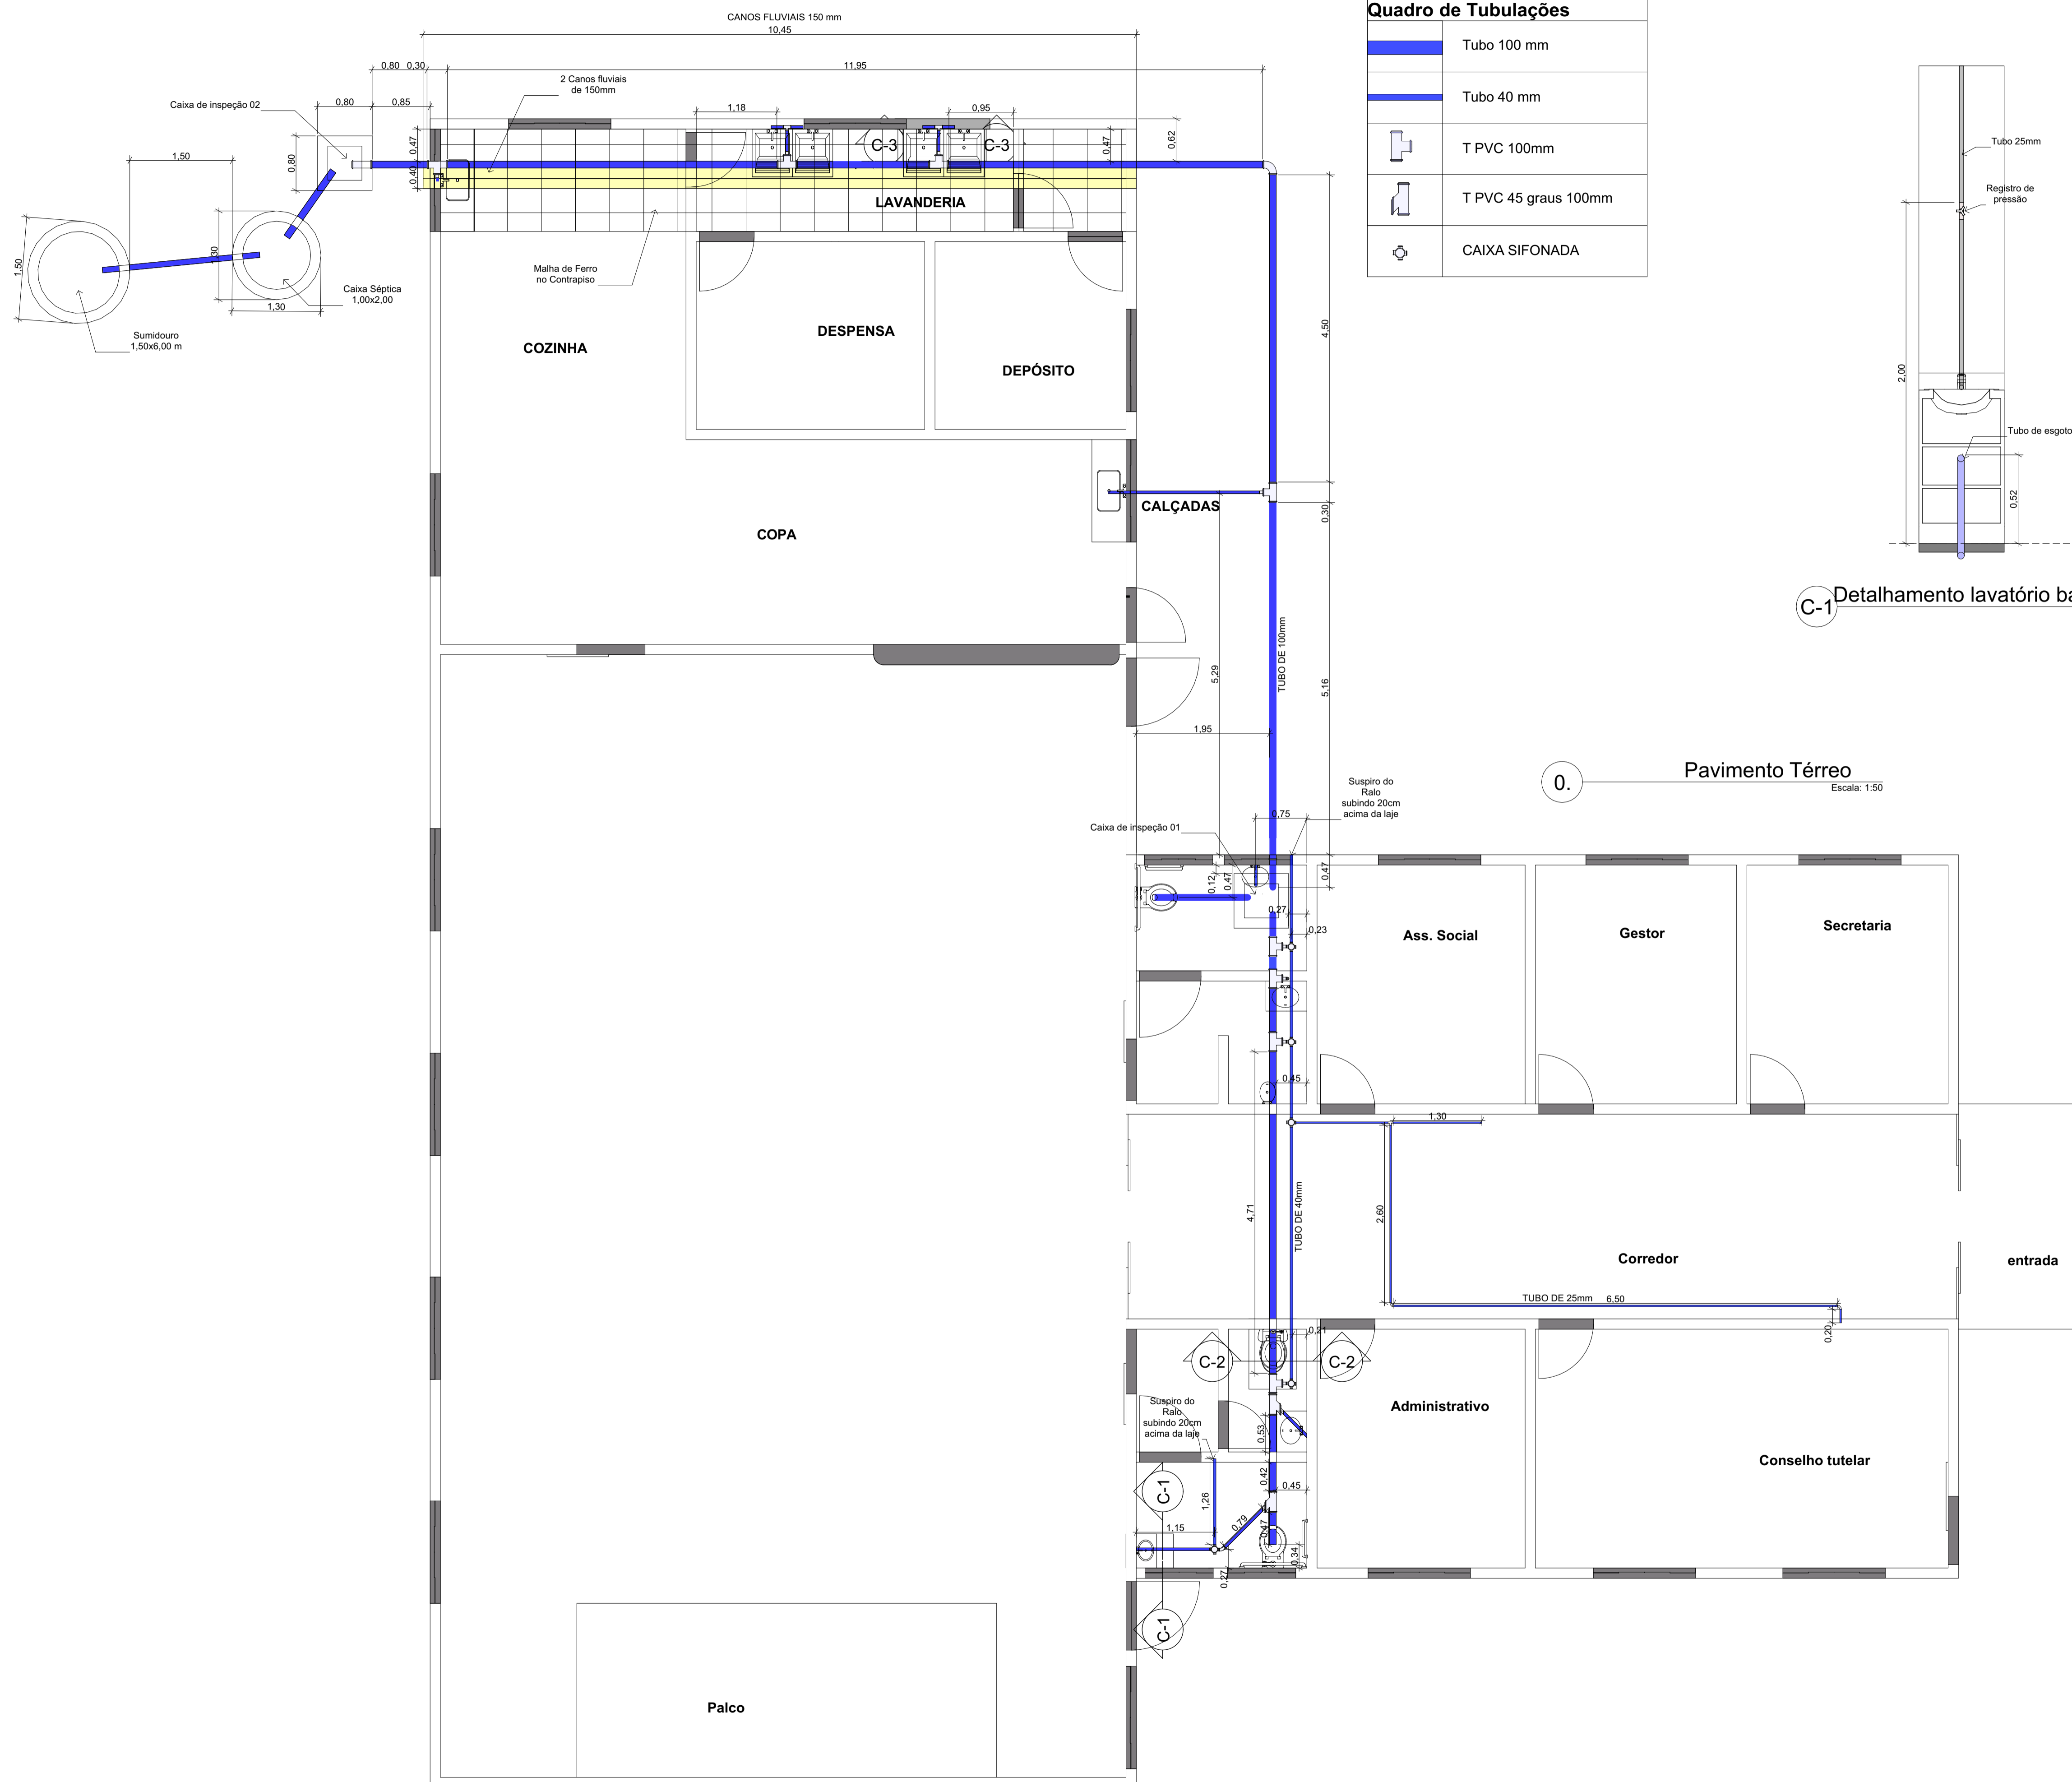 CANOS FLUVIAIS 150 mm
10,45
0,80 0,30
11,95
2 Canos fluviais
de 150mm
Caixa de inspeção 02
0,80
0,85
1,18
0,95
0,47
0,62
0,47
0,80
0,40
1,50
C-3
C-3
LAVANDERIA
1,50
1,30
Malha de Ferro
no Contrapiso
Caixa Séptica
1,00x2,00
1,30
Sumidouro
1,50x6,00 m
COZINHA
DESPENSA
DEPÓSITO
4,50
CALÇADAS
0,30
COPA
TUBO DE 100mm
5,29
5,16
1,95
Quadro de Tubulações
Tubo 100 mm
Tubo 40 mm
T PVC 100mm
T PVC 45 graus 100mm
CAIXA SIFONADA
Tubo 25mm
Registro de
pressão
2,00
Tubo de esgoto
0,52
C-1
Detalhamento lavatório ba
0.
Pavimento Térreo
Escala: 1:50
Suspiro do
Ralo
subindo 20cm
acima da laje
0,75
Caixa de inspeção 01
0,12
0,47
0,47
0,27
0,23
Ass. Social
Gestor
Secretaria
0,45
1,30
4,71
TUBO DE 40mm
2,60
Corredor
entrada
TUBO DE 25mm
6,50
0,20
0,21
C-2
C-2
Suspiro do
Ralo
subindo 20cm
acima da laje
0,53
Administrativo
Conselho tutelar
C-1
0,42
0,45
1,26
1,15
0,79
0,47
0,34
0,27
C-1
Palco